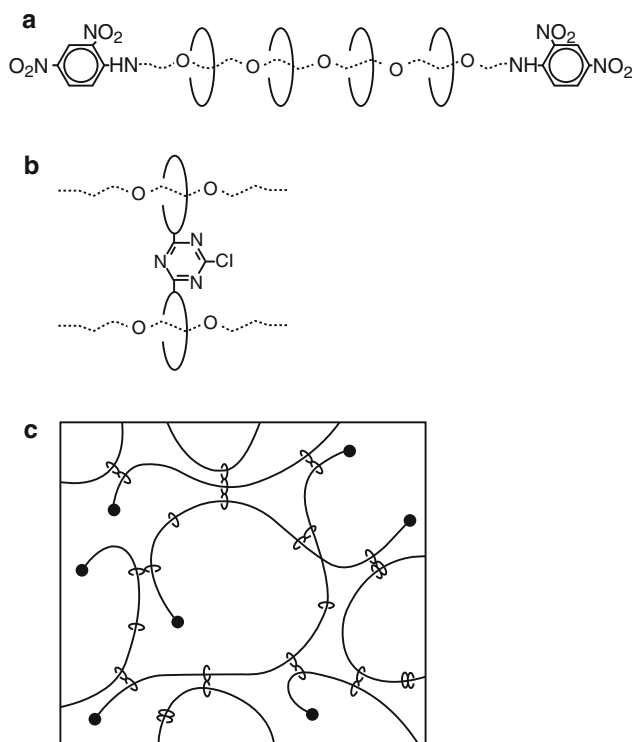 a
NO₂ NO₂
O₂N HN O O O O O NH NO₂
b
O O
N N Cl
N
O O
c